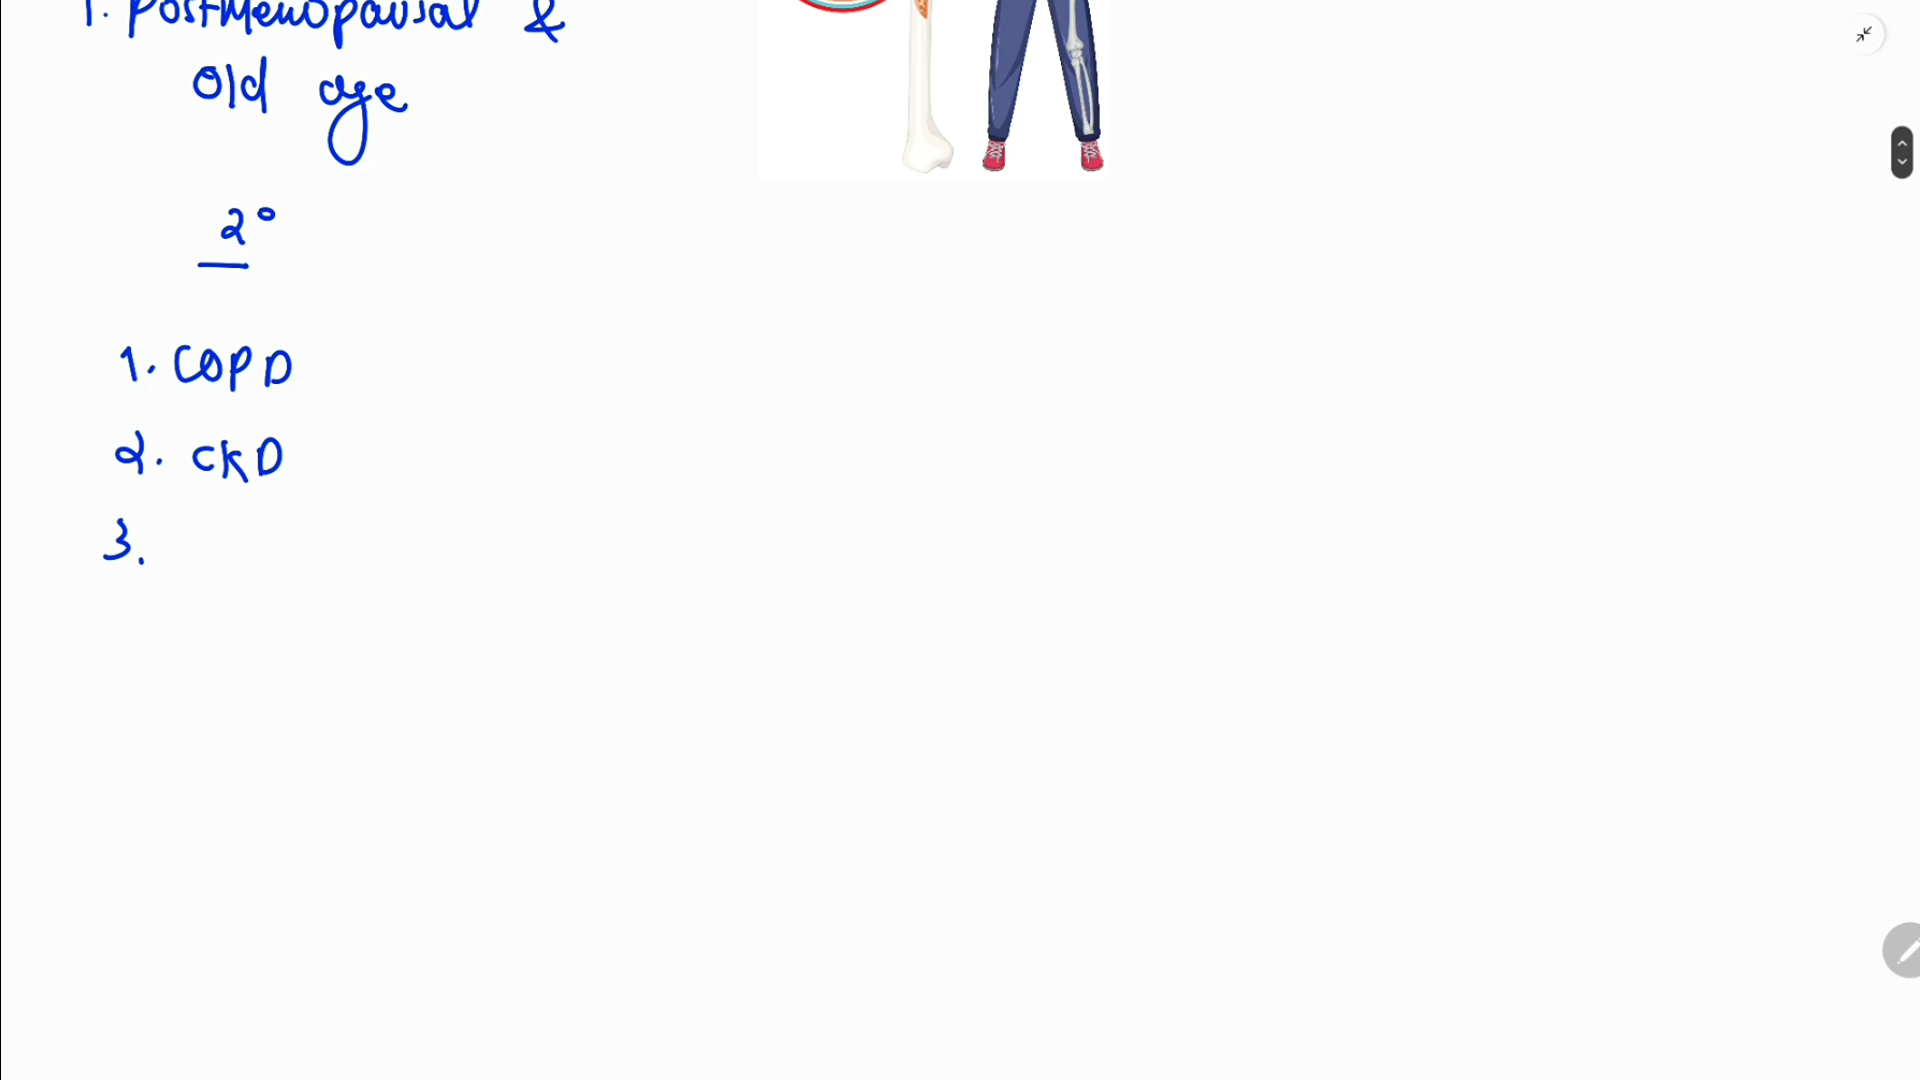 1. Postmenopausal &
old age
2°
1. COPD
2. CKD
3.